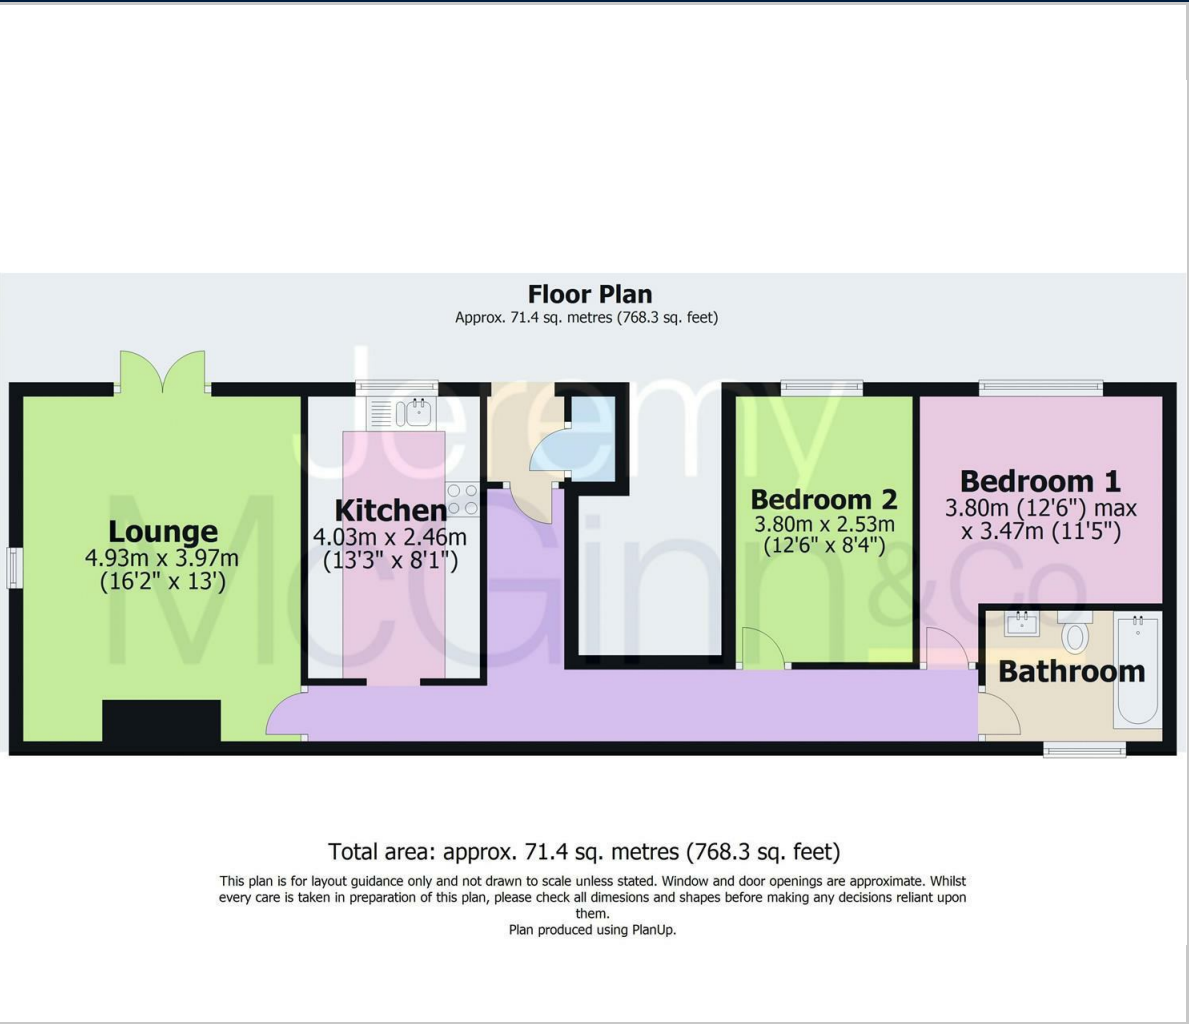 Floor Plan
Approx. 71.4 sq. metres (768.3 sq. feet)
Jeremy
McGinn & Co
Lounge
4.93m x 3.97m
(16'2" x 13')
Kitchen
4.03m x 2.46m
(13'3" x 8'1")
Bedroom 2
3.80m x 2.53m
(12'6" x 8'4")
Bedroom 1
3.80m (12'6") max
x 3.47m (11'5")
Bathroom
Total area: approx. 71.4 sq. metres (768.3 sq. feet)
This plan is for layout guidance only and not drawn to scale unless stated. Window and door openings are approximate. Whilst
every care is taken in preparation of this plan, please check all dimesions and shapes before making any decisions reliant upon
them.
Plan produced using PlanUp.